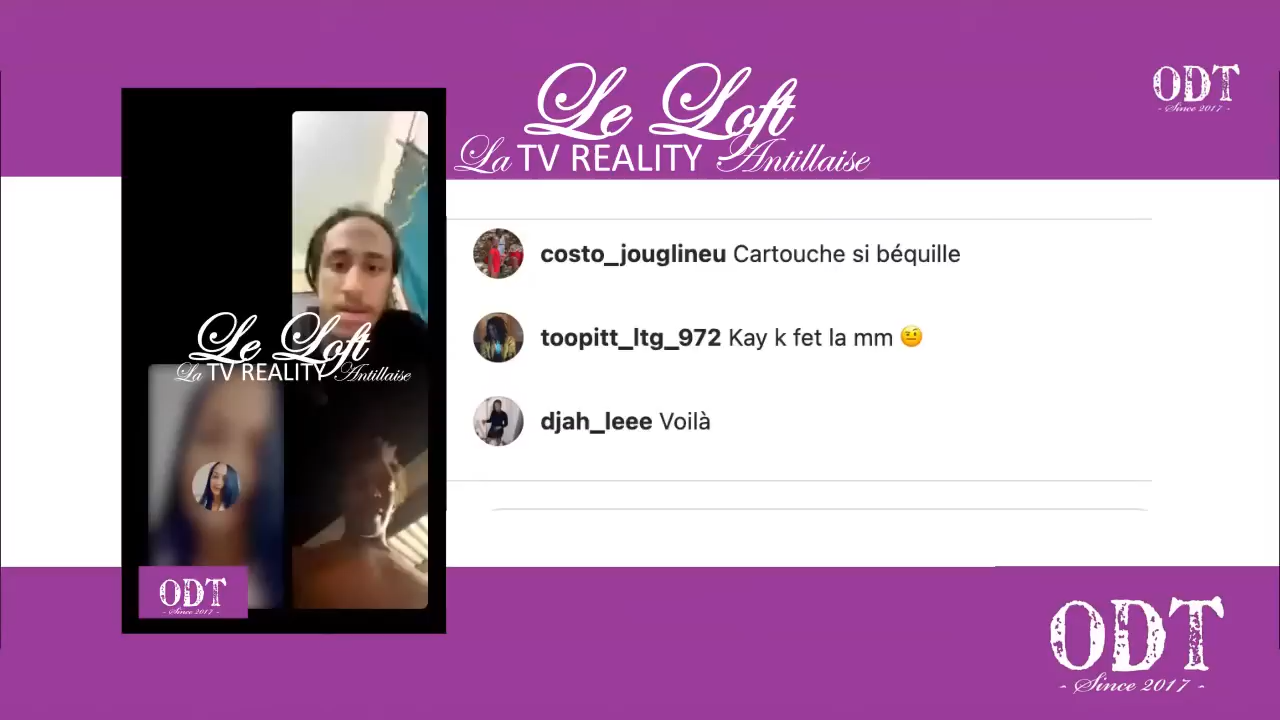 Le Loft
La TV REALITY Antillaise
ODT
- Since 2017 -
costo_jouglineu Cartouche si béquille
toopitt_ltg_972 Kay k fet la mm 🤨
djah_leee Voilà
Le Loft
La TV REALITY Antillaise
ODT
- Since 2017 -
ODT
- Since 2017 -